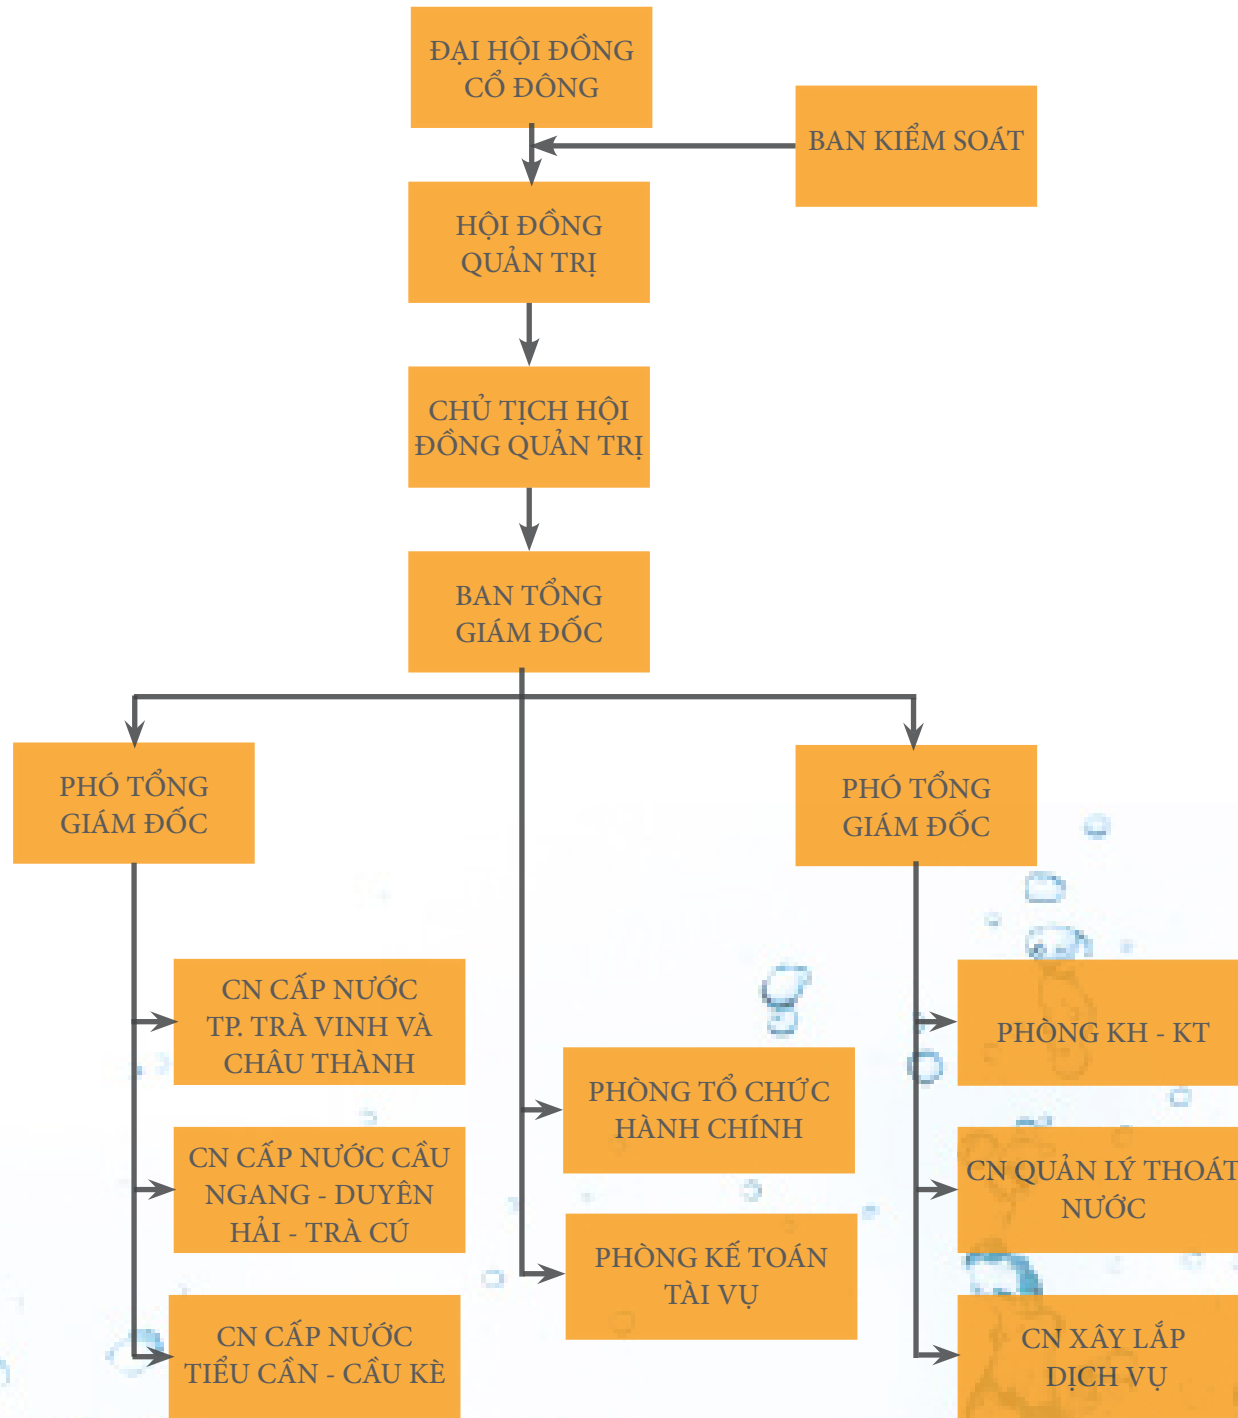 ĐẠI HỘI ĐỒNG
CỔ ĐÔNG
BAN KIỂM SOÁT
HỘI ĐỒNG
QUẢN TRỊ
CHỦ TỊCH HỘI
ĐỒNG QUẢN TRỊ
BAN TỔNG
GIÁM ĐỐC
PHÓ TỔNG
GIÁM ĐỐC
PHÓ TỔNG
GIÁM ĐỐC
CN CẤP NƯỚC
TP. TRÀ VINH VÀ
CHÂU THÀNH
CN CẤP NƯỚC CẦU
NGANG - DUYÊN
HẢI - TRÀ CÚ
CN CẤP NƯỚC
TIỂU CẦN - CẦU KÈ
PHÒNG TỔ CHỨC
HÀNH CHÍNH
PHÒNG KẾ TOÁN
TÀI VỤ
PHÒNG KH - KT
CN QUẢN LÝ THOÁT
NƯỚC
CN XÂY LẮP
DỊCH VỤ